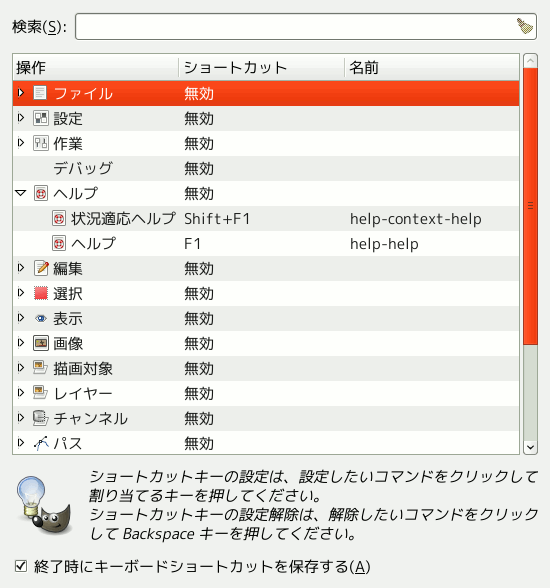 検索(S):
操作 ショートカット 名前
ファイル 無効
設定 無効
作業 無効
デバッグ 無効
ヘルプ 無効
状況適応ヘルプ Shift+F1 help-context-help
ヘルプ F1 help-help
編集 無効
選択 無効
表示 無効
画像 無効
描画対象 無効
レイヤー 無効
チャンネル 無効
パス 無効
ショートカットキーの設定は、設定したいコマンドをクリックして
割り当てるキーを押してください。
ショートカットキーの設定解除は、解除したいコマンドをクリック
して Backspace キーを押してください。
終了時にキーボードショートカットを保存する(A)